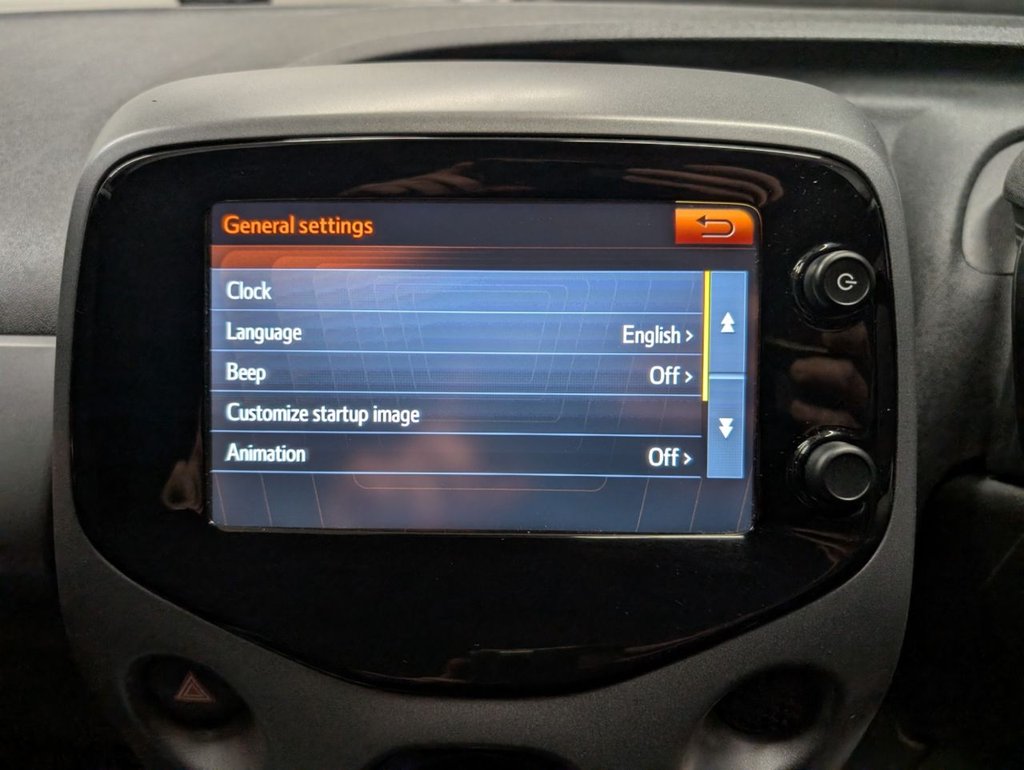 General settings
Clock
Language English >
Beep Off >
Customize startup image
Animation Off >